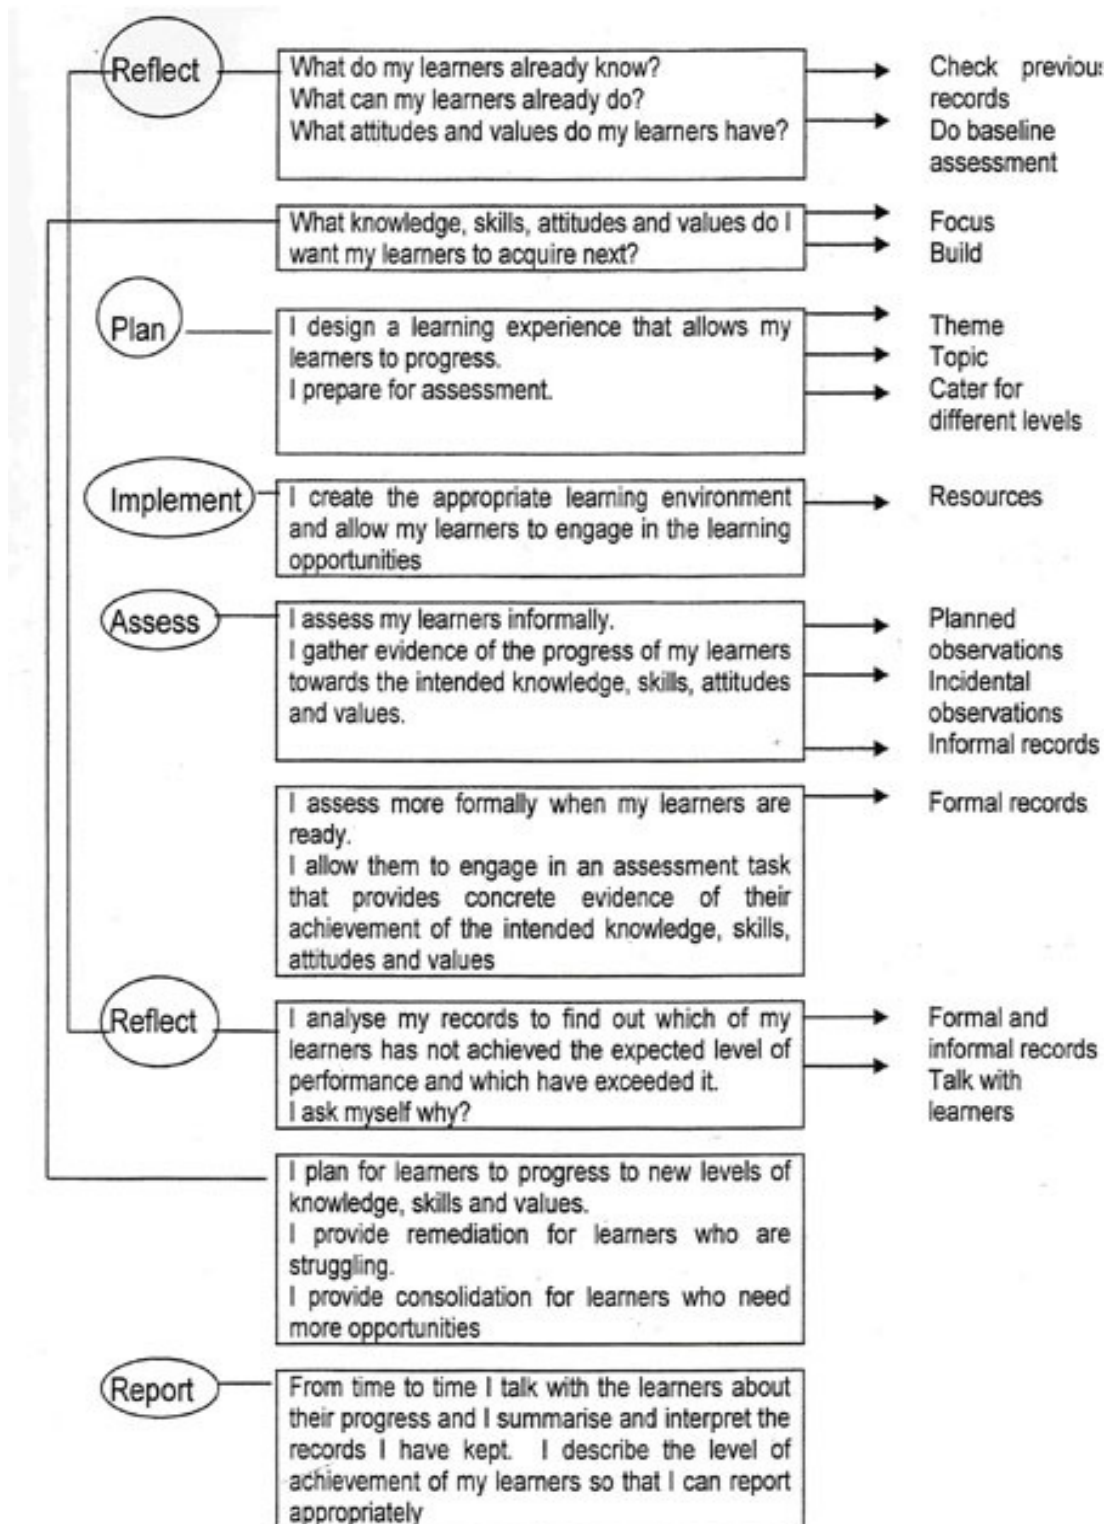 Reflect
What do my learners already know?
What can my learners already do?
What attitudes and values do my learners have?
Check previous
records
Do baseline
assessment
What knowledge, skills, attitudes and values do I
want my learners to acquire next?
Focus
Build
Plan
I design a learning experience that allows my
learners to progress.
I prepare for assessment.
Theme
Topic
Cater for
different levels
Implement
I create the appropriate learning environment
and allow my learners to engage in the learning
opportunities
Resources
Assess
I assess my learners informally.
I gather evidence of the progress of my learners
towards the intended knowledge, skills, attitudes
and values.
Planned
observations
Incidental
observations
Informal records
I assess more formally when my learners are
ready.
I allow them to engage in an assessment task
that provides concrete evidence of their
achievement of the intended knowledge, skills,
attitudes and values
Formal records
Reflect
I analyse my records to find out which of my
learners has not achieved the expected level of
performance and which have exceeded it.
I ask myself why?
Formal and
informal records
Talk with
learners
I plan for learners to progress to new levels of
knowledge, skills and values.
I provide remediation for learners who are
struggling.
I provide consolidation for learners who need
more opportunities
Report
From time to time I talk with the learners about
their progress and I summarise and interpret the
records I have kept. I describe the level of
achievement of my learners so that I can report
appropriately